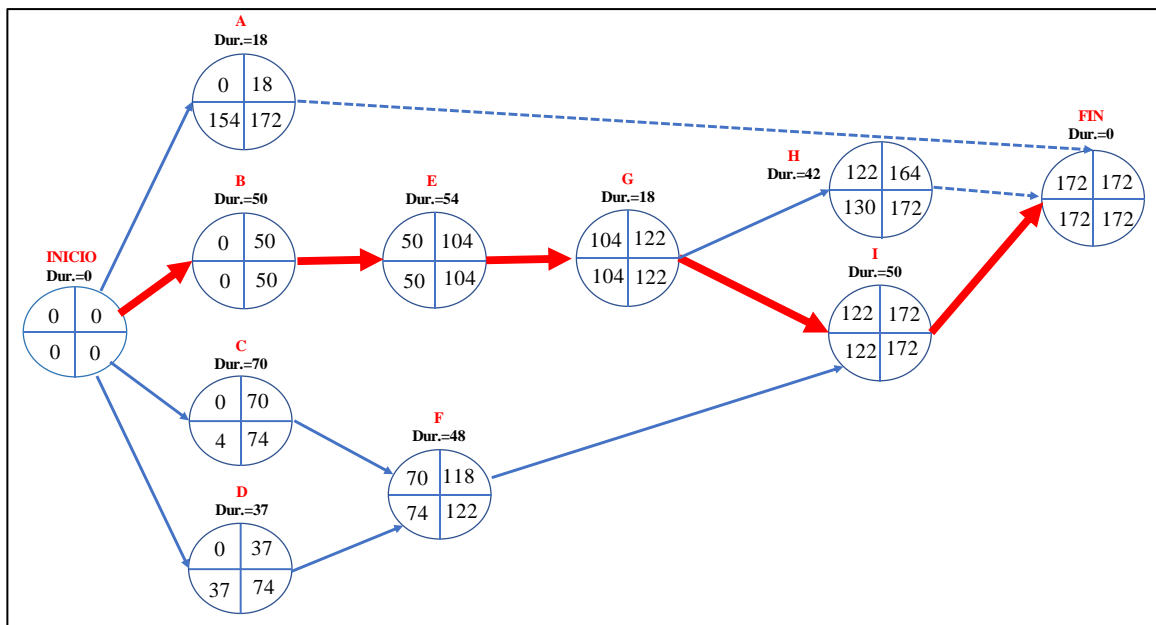 A
Dur.=18
0 18
154 172
FIN
Dur.=0
172 172
172 172
H
Dur.=42
122 164
130 172
B
Dur.=50
0 50
0 50
E
Dur.=54
50 104
50 104
G
Dur.=18
104 122
104 122
INICIO
Dur.=0
0 0
0 0
I
Dur.=50
122 172
122 172
C
Dur.=70
0 70
4 74
F
Dur.=48
70 118
74 122
D
Dur.=37
0 37
37 74